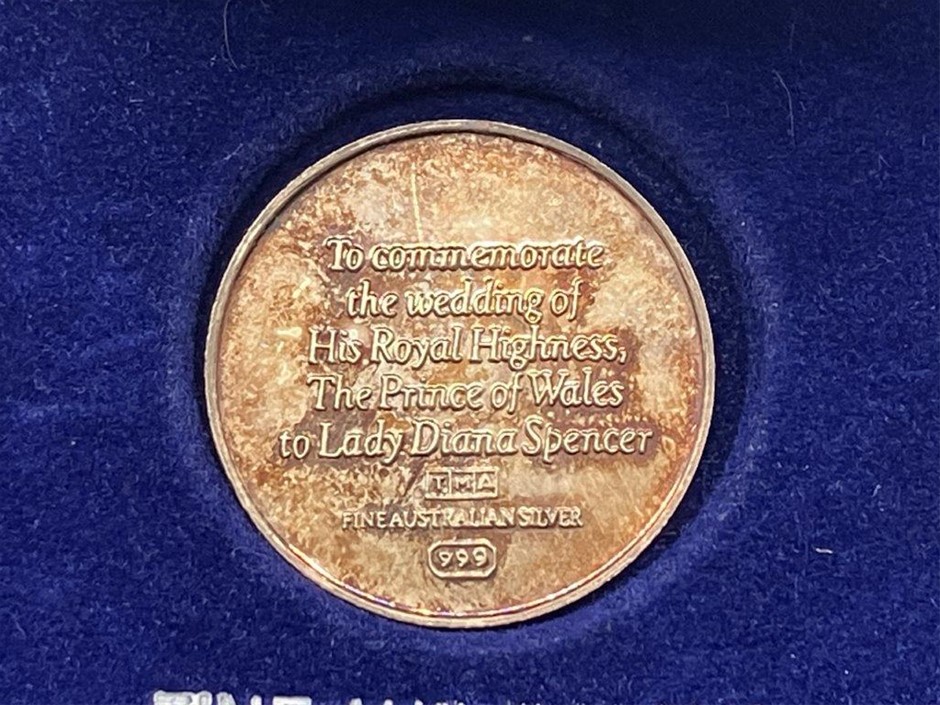 To commemorate
the wedding of
His Royal Highness,
The Prince of Wales
to Lady Diana Spencer
TMA
FINE AUSTRALIAN SILVER
999